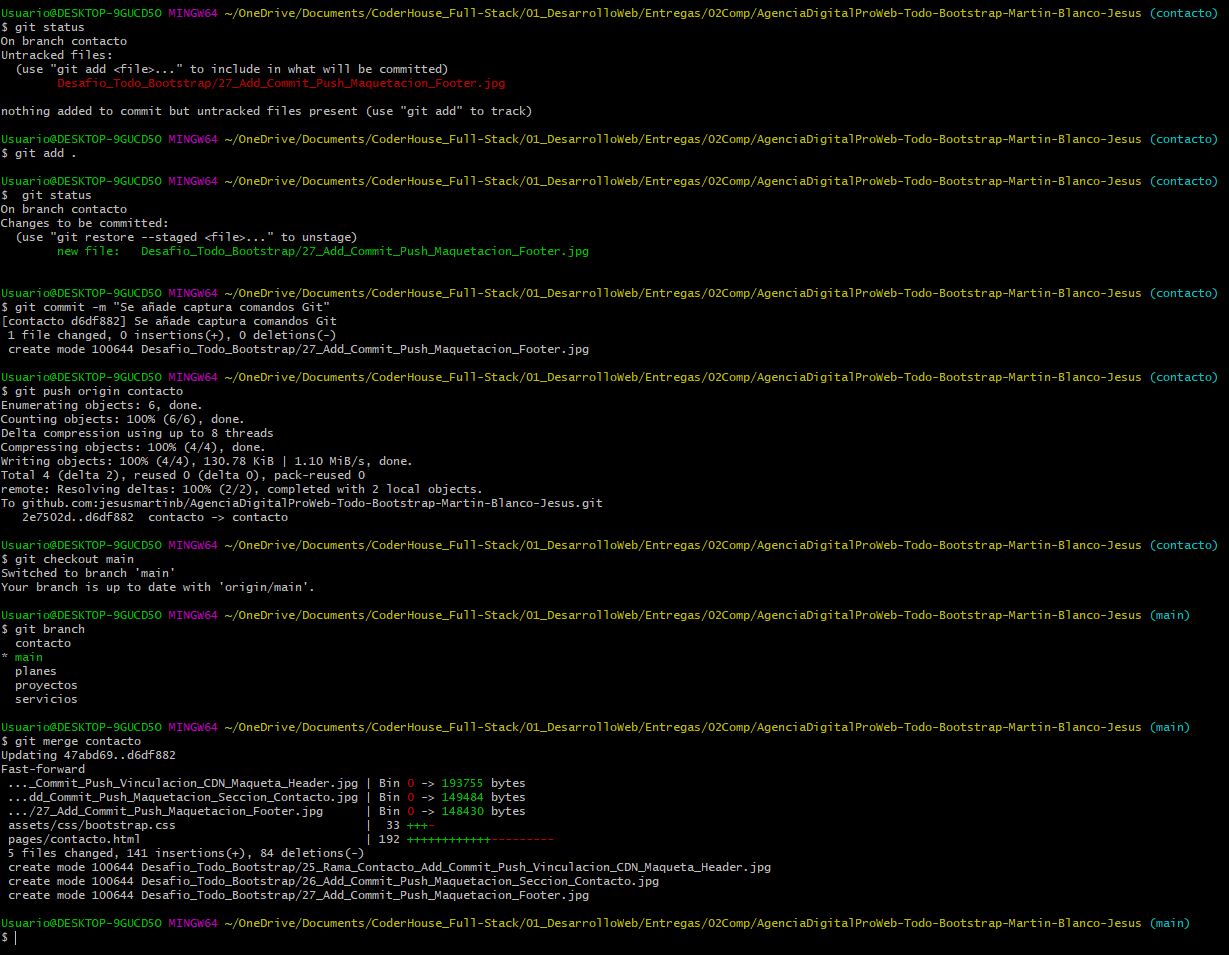 Usuario@DESKTOP-9GUCD5O MINGW64 ~/OneDrive/Documents/CoderHouse_Full-Stack/01_DesarrolloWeb/Entregas/02Comp/AgenciaDigitalProWeb-Todo-Bootstrap-Martin-Blanco-Jesus (contacto)
$ git status
On branch contacto
Untracked files:
  (use "git add <file>..." to include in what will be committed)
        Desafio_Todo_Bootstrap/27_Add_Commit_Push_Maquetacion_Footer.jpg

nothing added to commit but untracked files present (use "git add" to track)

Usuario@DESKTOP-9GUCD5O MINGW64 ~/OneDrive/Documents/CoderHouse_Full-Stack/01_DesarrolloWeb/Entregas/02Comp/AgenciaDigitalProWeb-Todo-Bootstrap-Martin-Blanco-Jesus (contacto)
$ git add .

Usuario@DESKTOP-9GUCD5O MINGW64 ~/OneDrive/Documents/CoderHouse_Full-Stack/01_DesarrolloWeb/Entregas/02Comp/AgenciaDigitalProWeb-Todo-Bootstrap-Martin-Blanco-Jesus (contacto)
$  git status
On branch contacto
Changes to be committed:
  (use "git restore --staged <file>..." to unstage)
        new file:   Desafio_Todo_Bootstrap/27_Add_Commit_Push_Maquetacion_Footer.jpg


Usuario@DESKTOP-9GUCD5O MINGW64 ~/OneDrive/Documents/CoderHouse_Full-Stack/01_DesarrolloWeb/Entregas/02Comp/AgenciaDigitalProWeb-Todo-Bootstrap-Martin-Blanco-Jesus (contacto)
$ git commit -m "Se añade captura comandos Git"
[contacto d6df882] Se añade captura comandos Git
 1 file changed, 0 insertions(+), 0 deletions(-)
 create mode 100644 Desafio_Todo_Bootstrap/27_Add_Commit_Push_Maquetacion_Footer.jpg

Usuario@DESKTOP-9GUCD5O MINGW64 ~/OneDrive/Documents/CoderHouse_Full-Stack/01_DesarrolloWeb/Entregas/02Comp/AgenciaDigitalProWeb-Todo-Bootstrap-Martin-Blanco-Jesus (contacto)
$ git push origin contacto
Enumerating objects: 6, done.
Counting objects: 100% (6/6), done.
Delta compression using up to 8 threads
Compressing objects: 100% (4/4), done.
Writing objects: 100% (4/4), 130.78 KiB | 1.10 MiB/s, done.
Total 4 (delta 2), reused 0 (delta 0), pack-reused 0
remote: Resolving deltas: 100% (2/2), completed with 2 local objects.
To github.com:jesusmartinb/AgenciaDigitalProWeb-Todo-Bootstrap-Martin-Blanco-Jesus.git
   2e7502d..d6df882  contacto -> contacto

Usuario@DESKTOP-9GUCD5O MINGW64 ~/OneDrive/Documents/CoderHouse_Full-Stack/01_DesarrolloWeb/Entregas/02Comp/AgenciaDigitalProWeb-Todo-Bootstrap-Martin-Blanco-Jesus (contacto)
$ git checkout main
Switched to branch 'main'
Your branch is up to date with 'origin/main'.

Usuario@DESKTOP-9GUCD5O MINGW64 ~/OneDrive/Documents/CoderHouse_Full-Stack/01_DesarrolloWeb/Entregas/02Comp/AgenciaDigitalProWeb-Todo-Bootstrap-Martin-Blanco-Jesus (main)
$ git branch
  contacto
* main
  planes
  proyectos
  servicios

Usuario@DESKTOP-9GUCD5O MINGW64 ~/OneDrive/Documents/CoderHouse_Full-Stack/01_DesarrolloWeb/Entregas/02Comp/AgenciaDigitalProWeb-Todo-Bootstrap-Martin-Blanco-Jesus (main)
$ git merge contacto
Updating 47abd69..d6df882
Fast-forward
 ..._Commit_Push_Vinculacion_CDN_Maqueta_Header.jpg | Bin 0 -> 193755 bytes
 ...dd_Commit_Push_Maquetacion_Seccion_Contacto.jpg | Bin 0 -> 149484 bytes
 .../27_Add_Commit_Push_Maquetacion_Footer.jpg      | Bin 0 -> 148430 bytes
 assets/css/bootstrap.css                           |  33 +++-
 pages/contacto.html                                | 192 ++++++++++++---------
 5 files changed, 141 insertions(+), 84 deletions(-)
 create mode 100644 Desafio_Todo_Bootstrap/25_Rama_Contacto_Add_Commit_Push_Vinculacion_CDN_Maqueta_Header.jpg
 create mode 100644 Desafio_Todo_Bootstrap/26_Add_Commit_Push_Maquetacion_Seccion_Contacto.jpg
 create mode 100644 Desafio_Todo_Bootstrap/27_Add_Commit_Push_Maquetacion_Footer.jpg

Usuario@DESKTOP-9GUCD5O MINGW64 ~/OneDrive/Documents/CoderHouse_Full-Stack/01_DesarrolloWeb/Entregas/02Comp/AgenciaDigitalProWeb-Todo-Bootstrap-Martin-Blanco-Jesus (main)
$